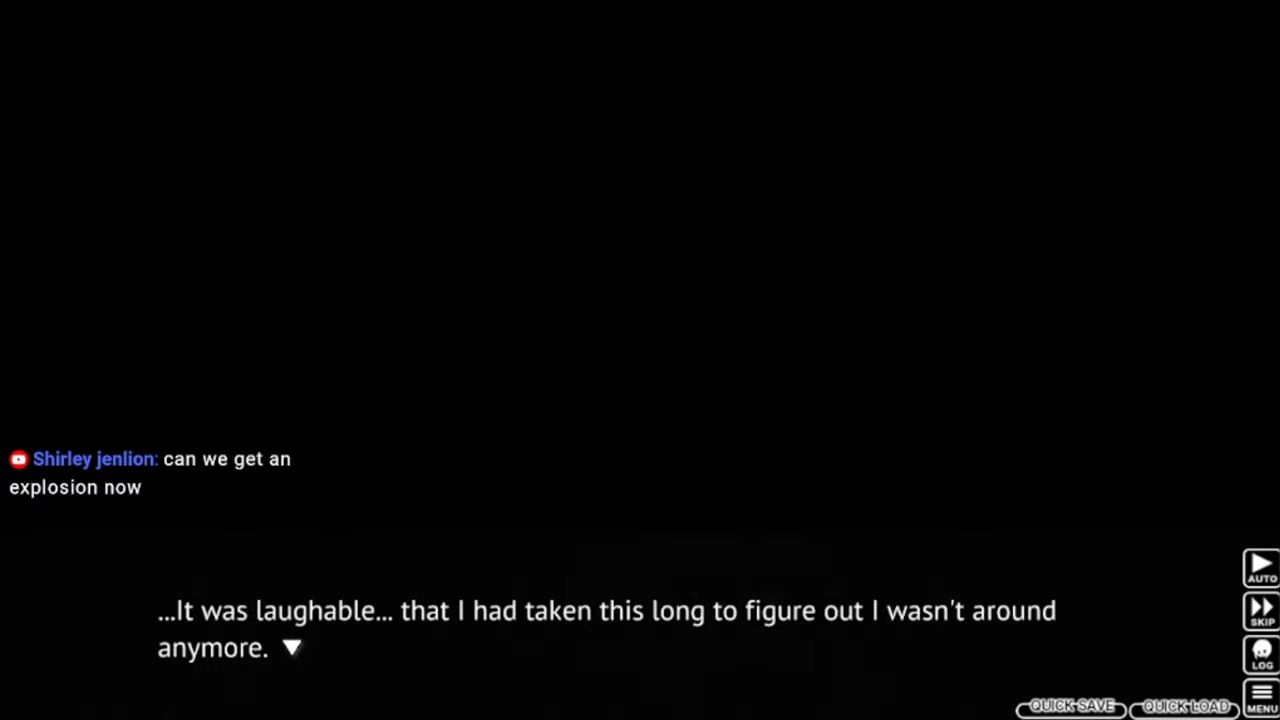 Shirley jenlion: can we get an
explosion now
...It was laughable... that I had taken this long to figure out I wasn't around
anymore.
AUTO
SKIP
LOG
MENU
QUICK SAVE
QUICK LOAD